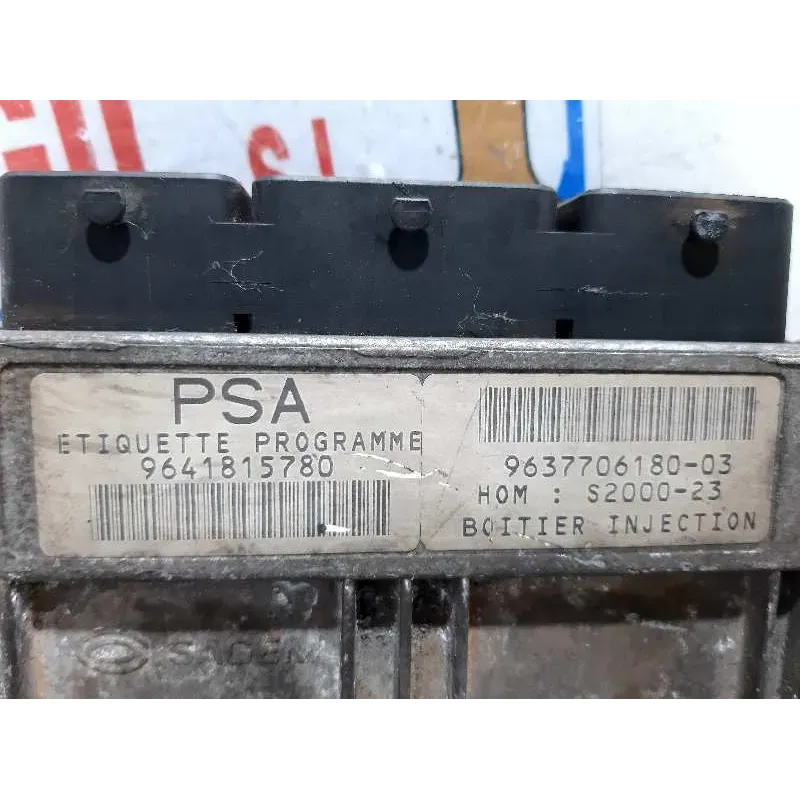 S.L
PSA
ETIQUETTE PROGRAMME
9641815780
9637706180-03
HOM : S2000-23
BOITIER INJECTION
SAGEM